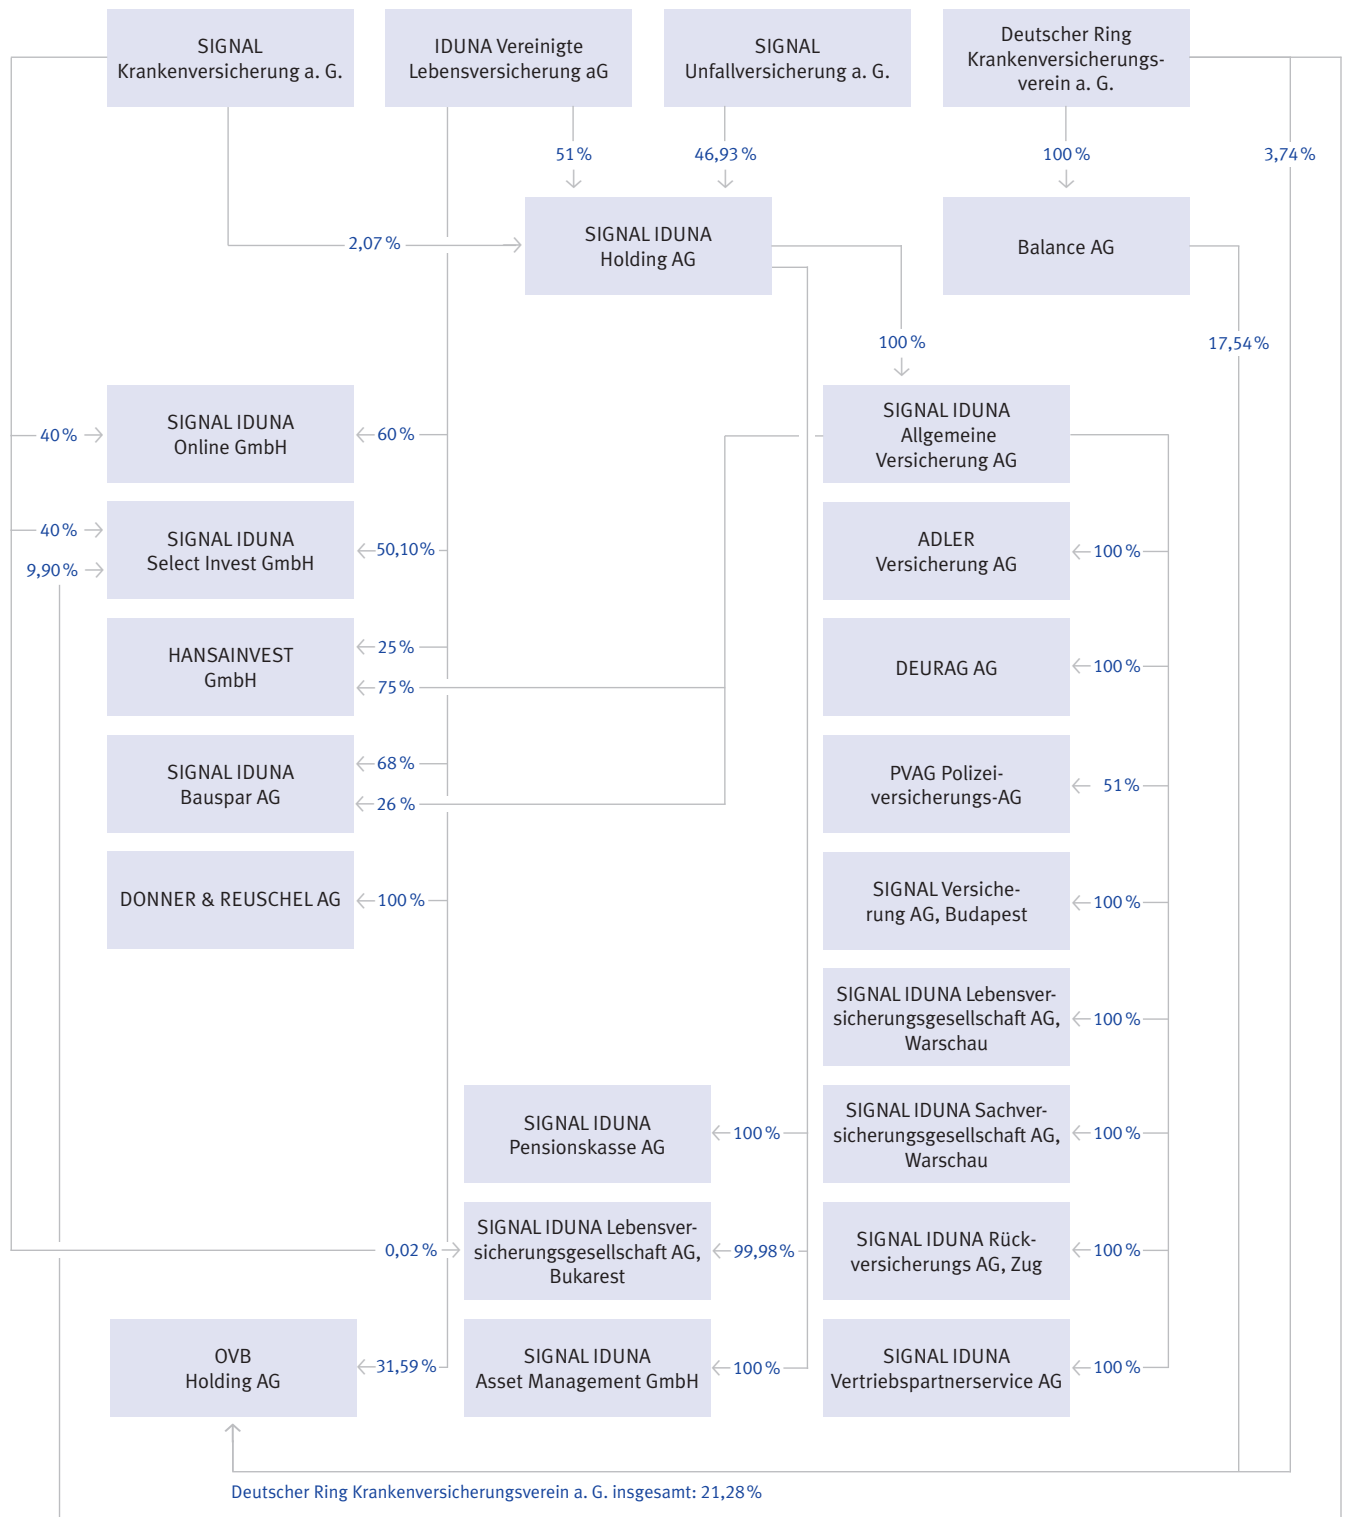 SIGNAL
Krankenversicherung a. G.
IDUNA Vereinigte
Lebensversicherung aG
SIGNAL
Unfallversicherung a. G.
Deutscher Ring
Krankenversicherungs-
verein a. G.
51 %
46,93 %
100 %
3,74 %
2,07 %
SIGNAL IDUNA
Holding AG
Balance AG
100 %
17,54 %
40 %
SIGNAL IDUNA
Online GmbH
60 %
SIGNAL IDUNA
Allgemeine
Versicherung AG
40 %
9,90 %
SIGNAL IDUNA
Select Invest GmbH
50,10 %
ADLER
Versicherung AG
100 %
HANSAINVEST
GmbH
25 %
75 %
DEURAG AG
100 %
SIGNAL IDUNA
Bauspar AG
68 %
26 %
PVAG Polizei-
versicherungs-AG
51 %
DONNER & REUSCHEL AG
100 %
SIGNAL Versiche-
rung AG, Budapest
100 %
SIGNAL IDUNA Lebensver-
sicherungsgesellschaft AG,
Warschau
100 %
SIGNAL IDUNA
Pensionskasse AG
100 %
SIGNAL IDUNA Sachver-
sicherungsgesellschaft AG,
Warschau
100 %
0,02 %
SIGNAL IDUNA Lebensver-
sicherungsgesellschaft AG,
Bukarest
99,98 %
SIGNAL IDUNA Rück-
versicherungs AG, Zug
100 %
OVB
Holding AG
31,59 %
SIGNAL IDUNA
Asset Management GmbH
100 %
SIGNAL IDUNA
Vertriebspartnerservice AG
100 %
Deutscher Ring Krankenversicherungsverein a. G. insgesamt: 21,28 %